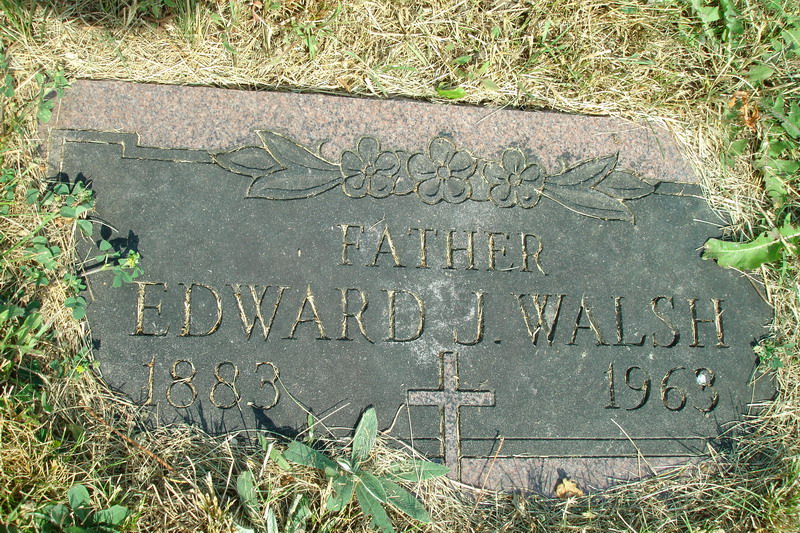 FATHER
EDWARD J. WALSH
1883 1963